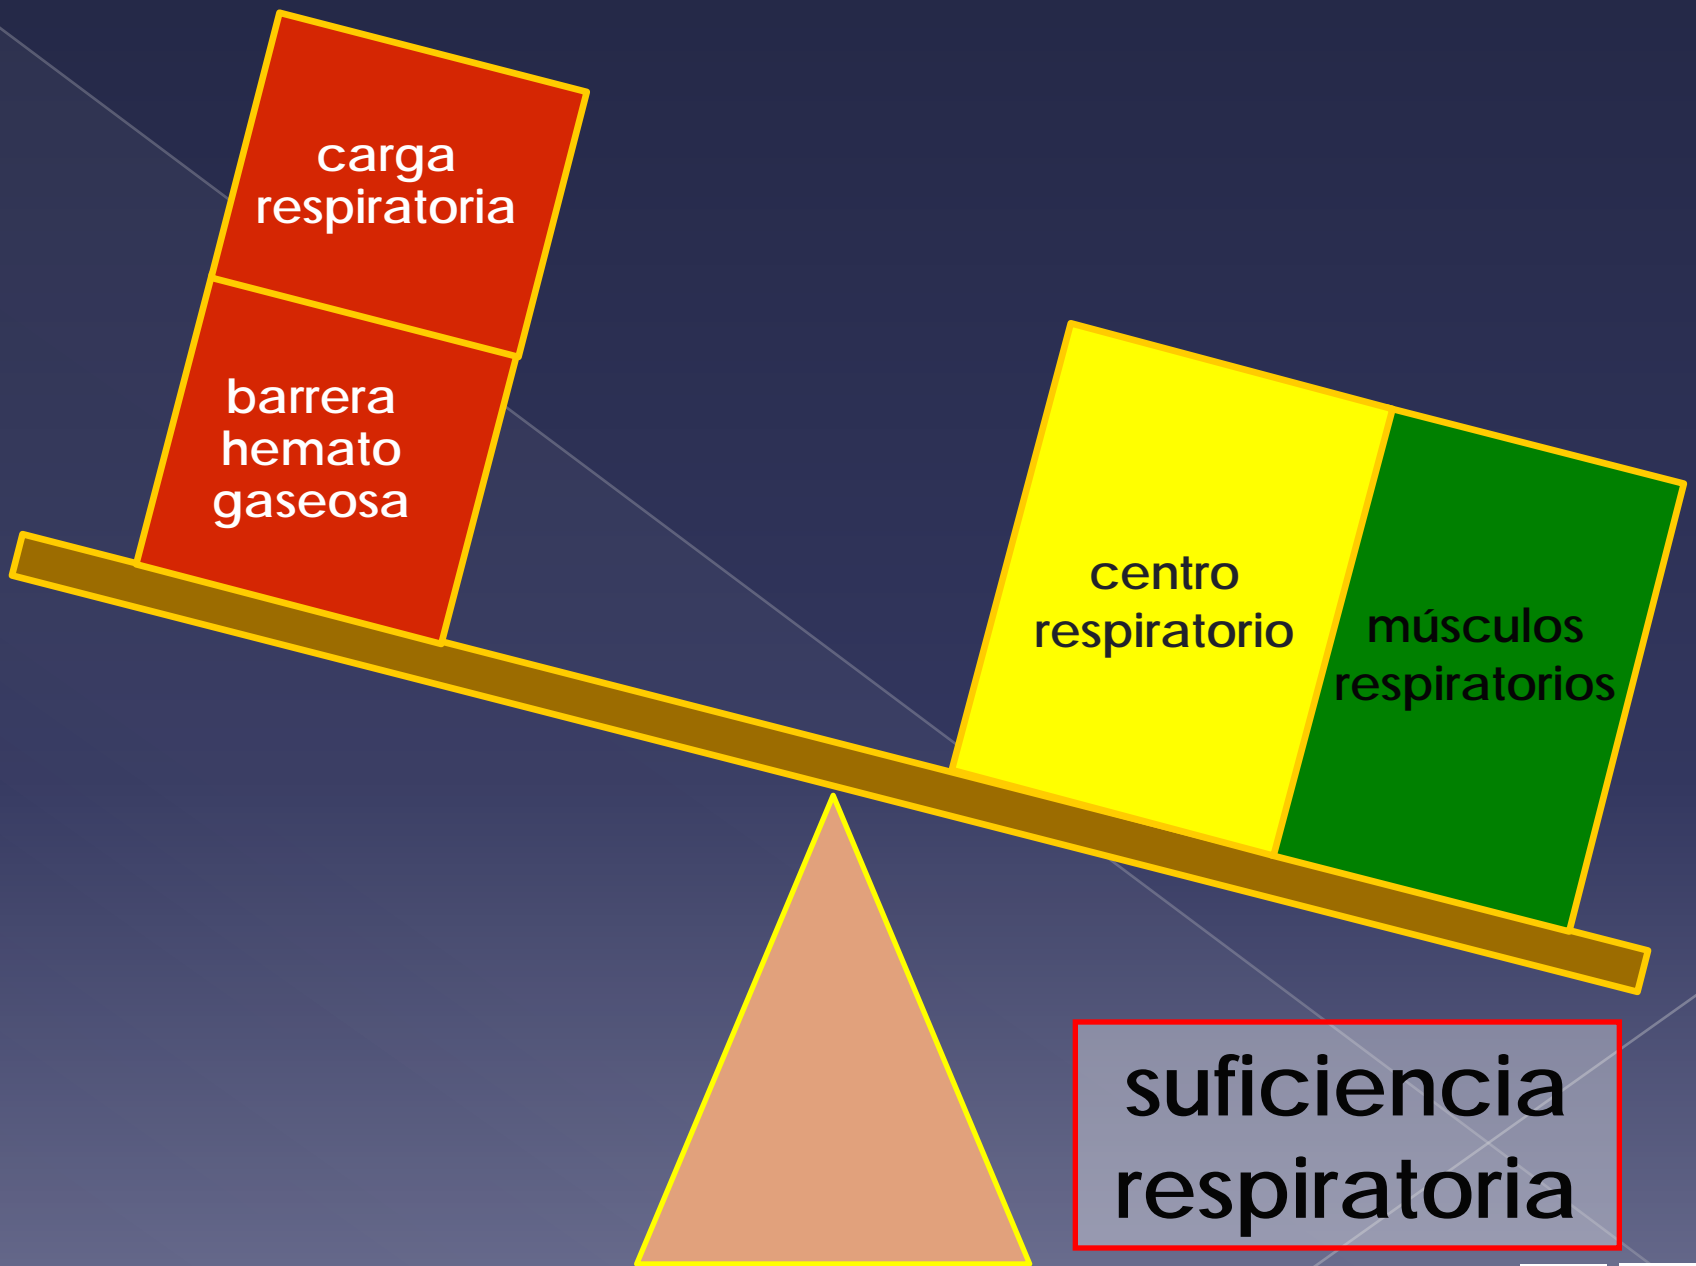 carga
respiratoria
barrera
hemato
gaseosa
centro
respiratorio
músculos
respiratorios
suficiencia
respiratoria